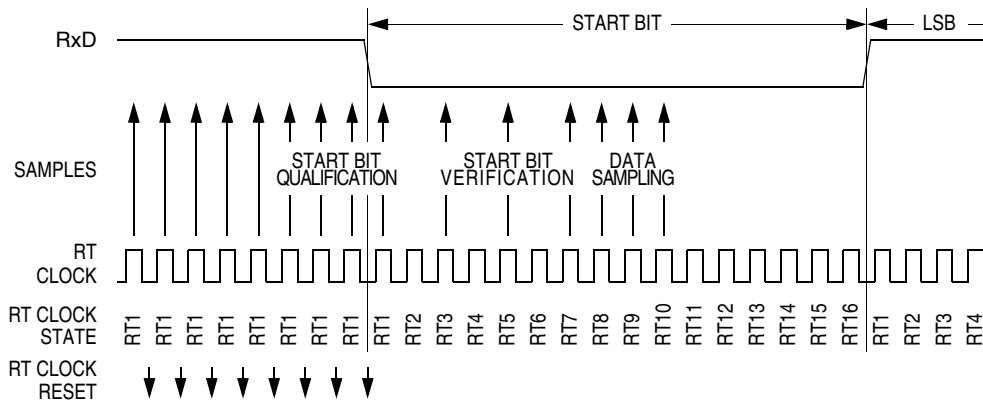 START BIT LSB
RxD
SAMPLES
START BIT QUALIFICATION
START BIT VERIFICATION
DATA SAMPLING
RT CLOCK
RT CLOCK STATE
RT1 RT1 RT1 RT1 RT1 RT1 RT1 RT1 RT1 RT2 RT3 RT4 RT5 RT6 RT7 RT8 RT9 RT10 RT11 RT12 RT13 RT14 RT15 RT16 RT1 RT2 RT3 RT4
RT CLOCK RESET